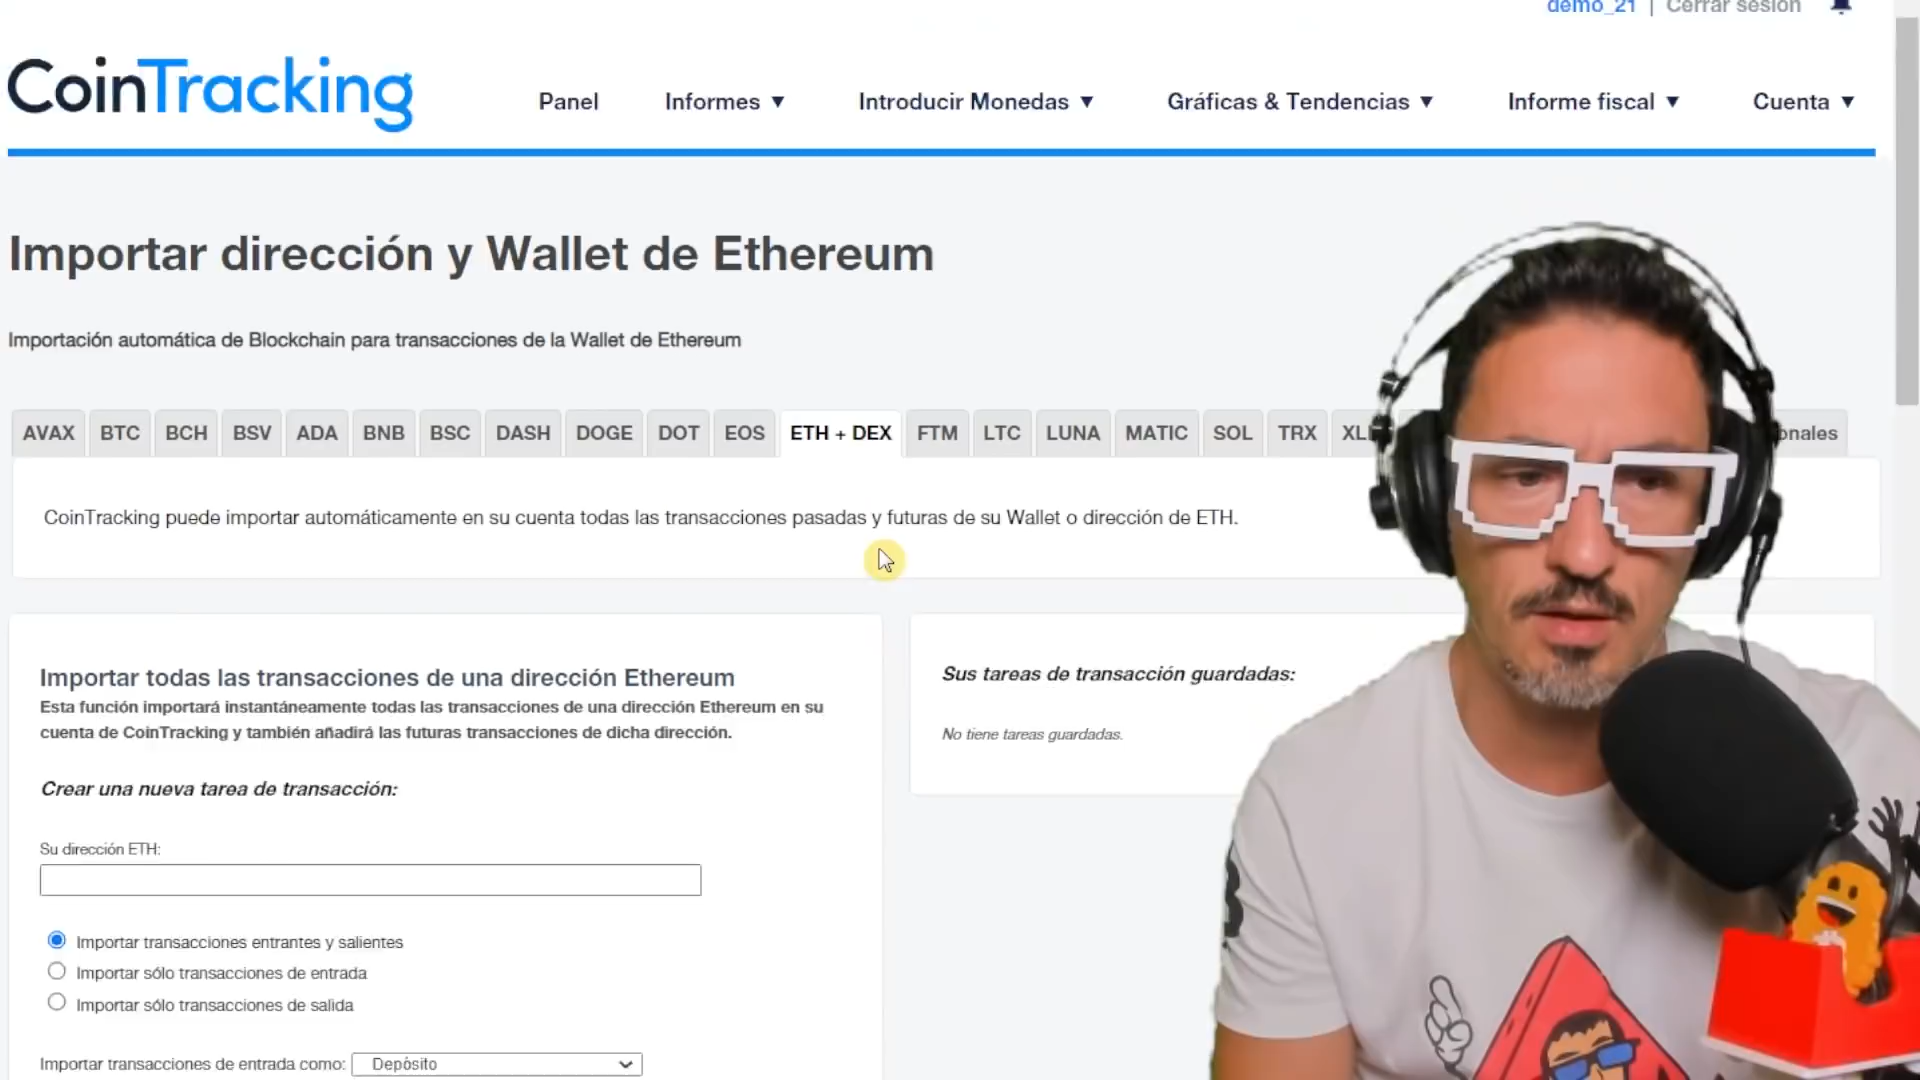 demo_21 | Cerrar sesión
CoinTracking
Panel Informes ▼ Introducir Monedas ▼ Gráficas & Tendencias ▼ Informe fiscal ▼ Cuenta ▼
Importar dirección y Wallet de Ethereum
Importación automática de Blockchain para transacciones de la Wallet de Ethereum
AVAX BTC BCH BSV ADA BNB BSC DASH DOGE DOT EOS ETH + DEX FTM LTC LUNA MATIC SOL TRX
CoinTracking puede importar automáticamente en su cuenta todas las transacciones pasadas y futuras de su Wallet o dirección de ETH.
Importar todas las transacciones de una dirección Ethereum
Esta función importará instantáneamente todas las transacciones de una dirección Ethereum en su
cuenta de CoinTracking y también añadirá las futuras transacciones de dicha dirección.
Crear una nueva tarea de transacción:
Su dirección ETH:
Importar transacciones entrantes y salientes
Importar sólo transacciones de entrada
Importar sólo transacciones de salida
Importar transacciones de entrada como: Depósito
Sus tareas de transacción guardadas:
No tiene tareas guardadas.